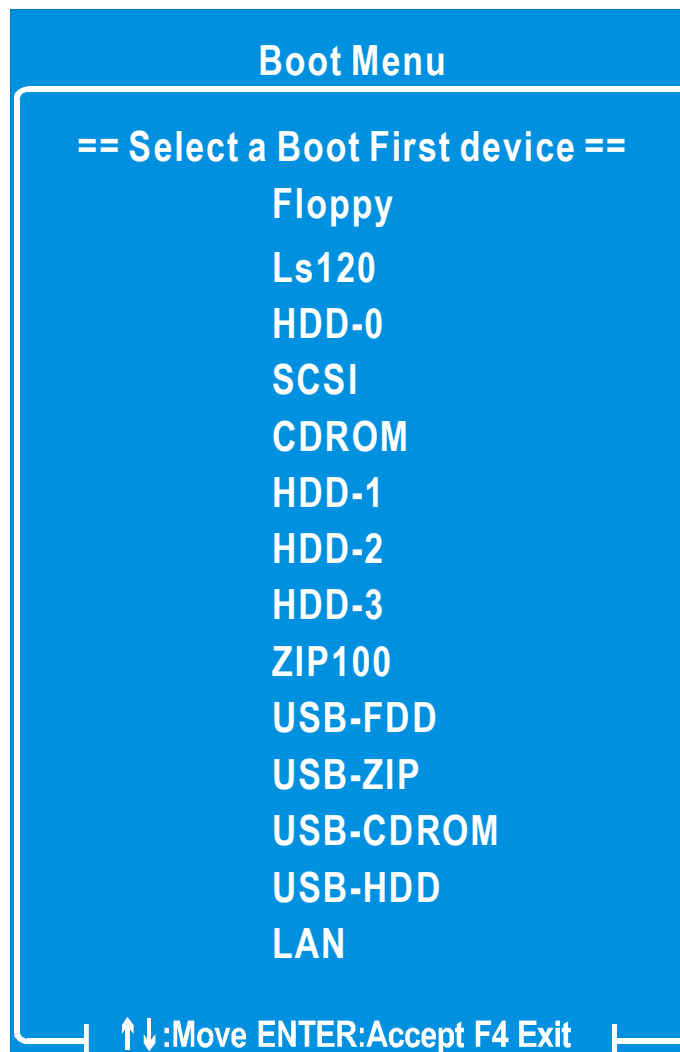 Boot Menu
== Select a Boot First device ==
Floppy
Ls120
HDD-0
SCSI
CDROM
HDD-1
HDD-2
HDD-3
ZIP100
USB-FDD
USB-ZIP
USB-CDROM
USB-HDD
LAN
↑↓:Move ENTER:Accept F4 Exit